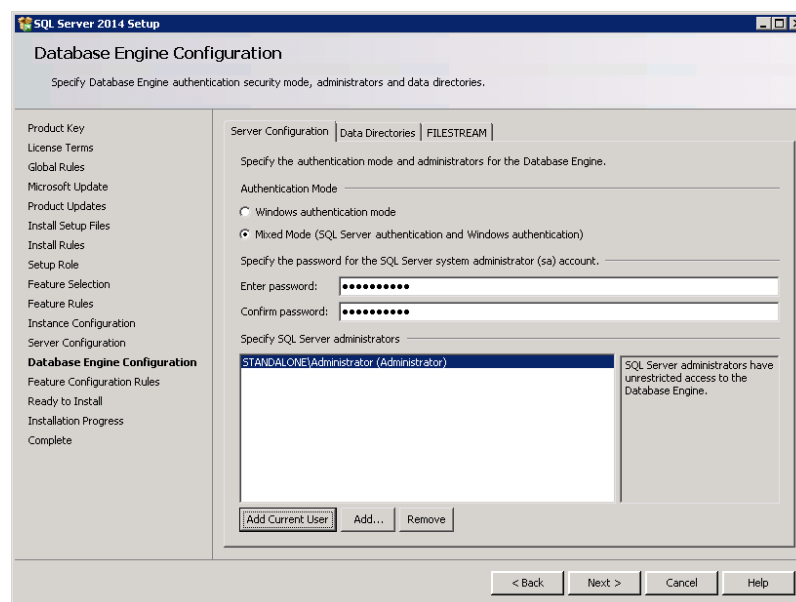 SQL Server 2014 Setup
Database Engine Configuration
Specify Database Engine authentication security mode, administrators and data directories.
Product Key
License Terms
Global Rules
Microsoft Update
Product Updates
Install Setup Files
Install Rules
Setup Role
Feature Selection
Feature Rules
Instance Configuration
Server Configuration
Database Engine Configuration
Feature Configuration Rules
Ready to Install
Installation Progress
Complete
Server Configuration Data Directories FILESTREAM
Specify the authentication mode and administrators for the Database Engine.
Authentication Mode
Windows authentication mode
Mixed Mode (SQL Server authentication and Windows authentication)
Specify the password for the SQL Server system administrator (sa) account.
Enter password: ●●●●●●●●●●
Confirm password: ●●●●●●●●●●
Specify SQL Server administrators
STANDALONE\Administrator (Administrator)
SQL Server administrators have
unrestricted access to the
Database Engine.
Add Current User Add... Remove
< Back Next > Cancel Help